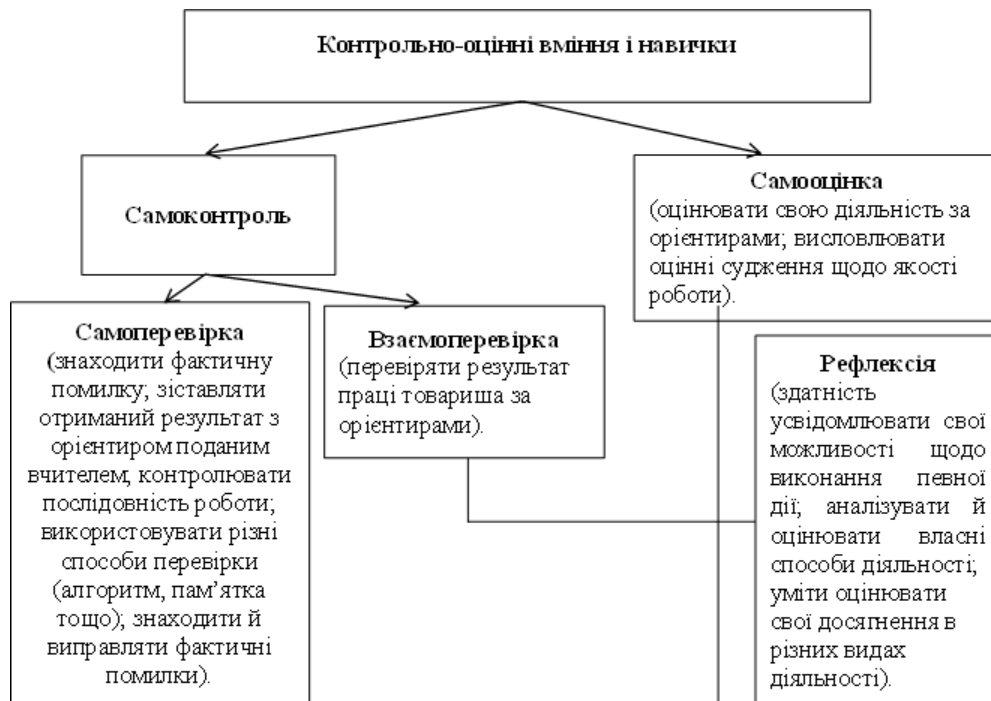 Контрольно-оцінні вміння і навички
Самоконтроль
Самооцінка
(оцінювати свою діяльність за
орієнтирами; висловлювати
оцінні судження щодо якості
роботи).
Самоперевірка
(знаходити фактичну
помилку; зіставляти
отриманий результат з
орієнтиром поданим
вчителем; контролювати
послідовність роботи;
використовувати різні
способи перевірки
(алгоритм, пам’ятка
тощо); знаходити й
виправляти фактичні
помилки).
Взаємоперевірка
(перевіряти результат
праці товариша за
орієнтирами).
Рефлексія
(здатність
усвідомлювати свої
можливості щодо
виконання певної
дії; аналізувати й
оцінювати власні
способи діяльності;
уміти оцінювати
свої досягнення в
різних видах
діяльності).